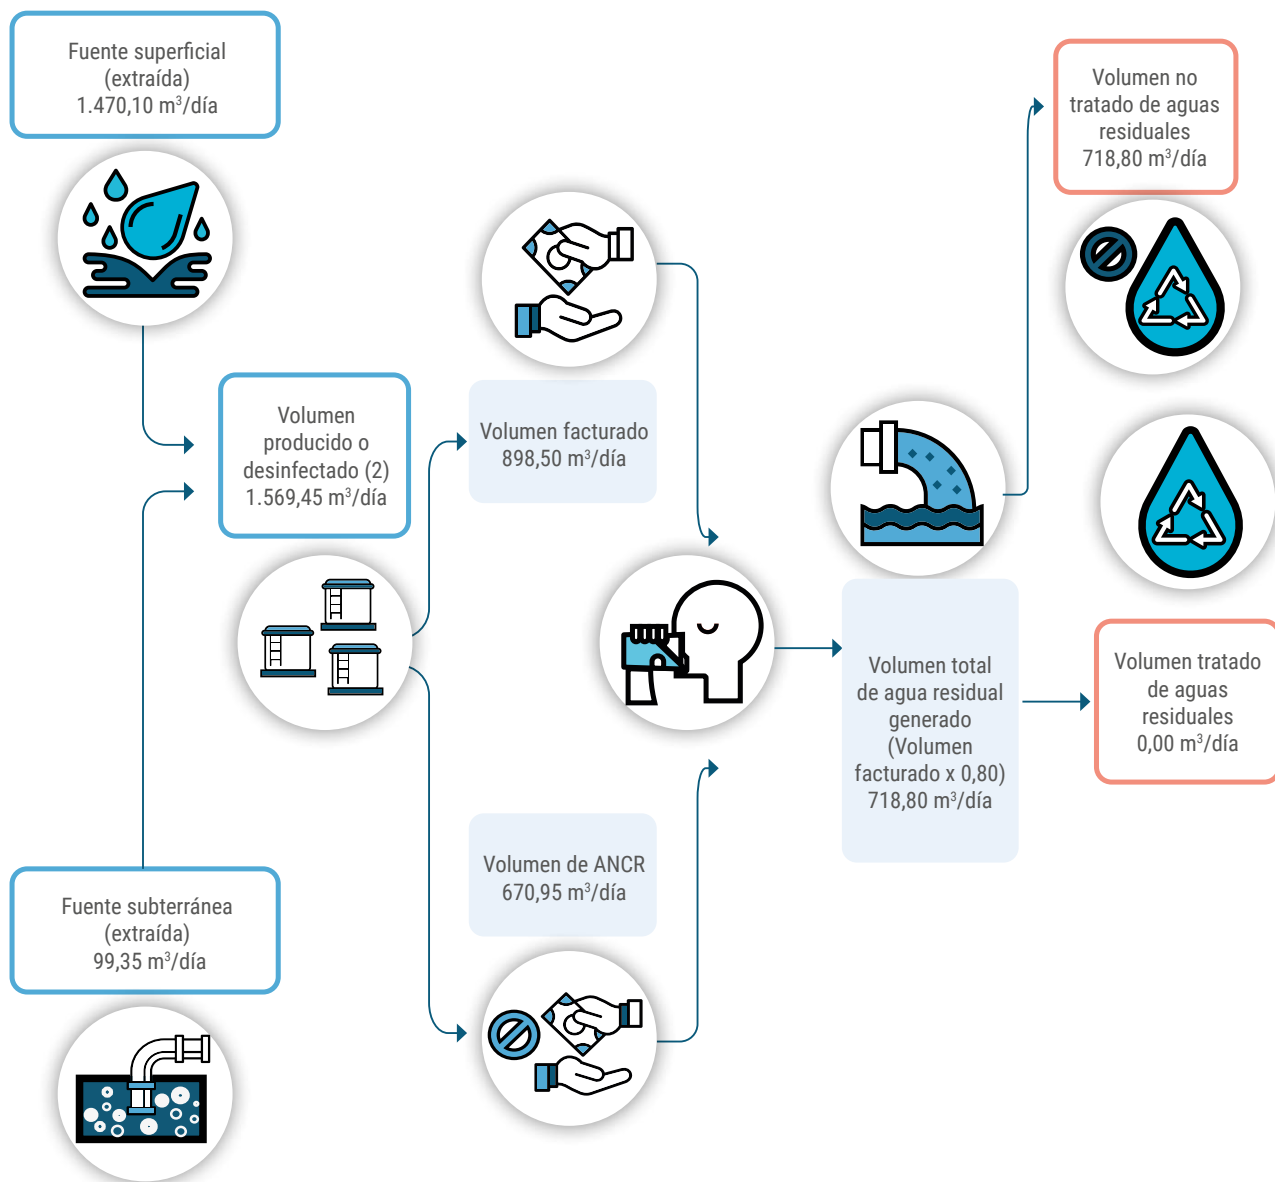 Fuente superficial
(extraída)
1.470,10 m³/día
Fuente subterránea
(extraída)
99,35 m³/día
Volumen
producido o
desinfectado (2)
1.569,45 m³/día
Volumen facturado
898,50 m³/día
Volumen de ANCR
670,95 m³/día
Volumen total
de agua residual
generado
(Volumen
facturado x 0,80)
718,80 m³/día
Volumen no
tratado de aguas
residuales
718,80 m³/día
Volumen tratado
de aguas
residuales
0,00 m³/día